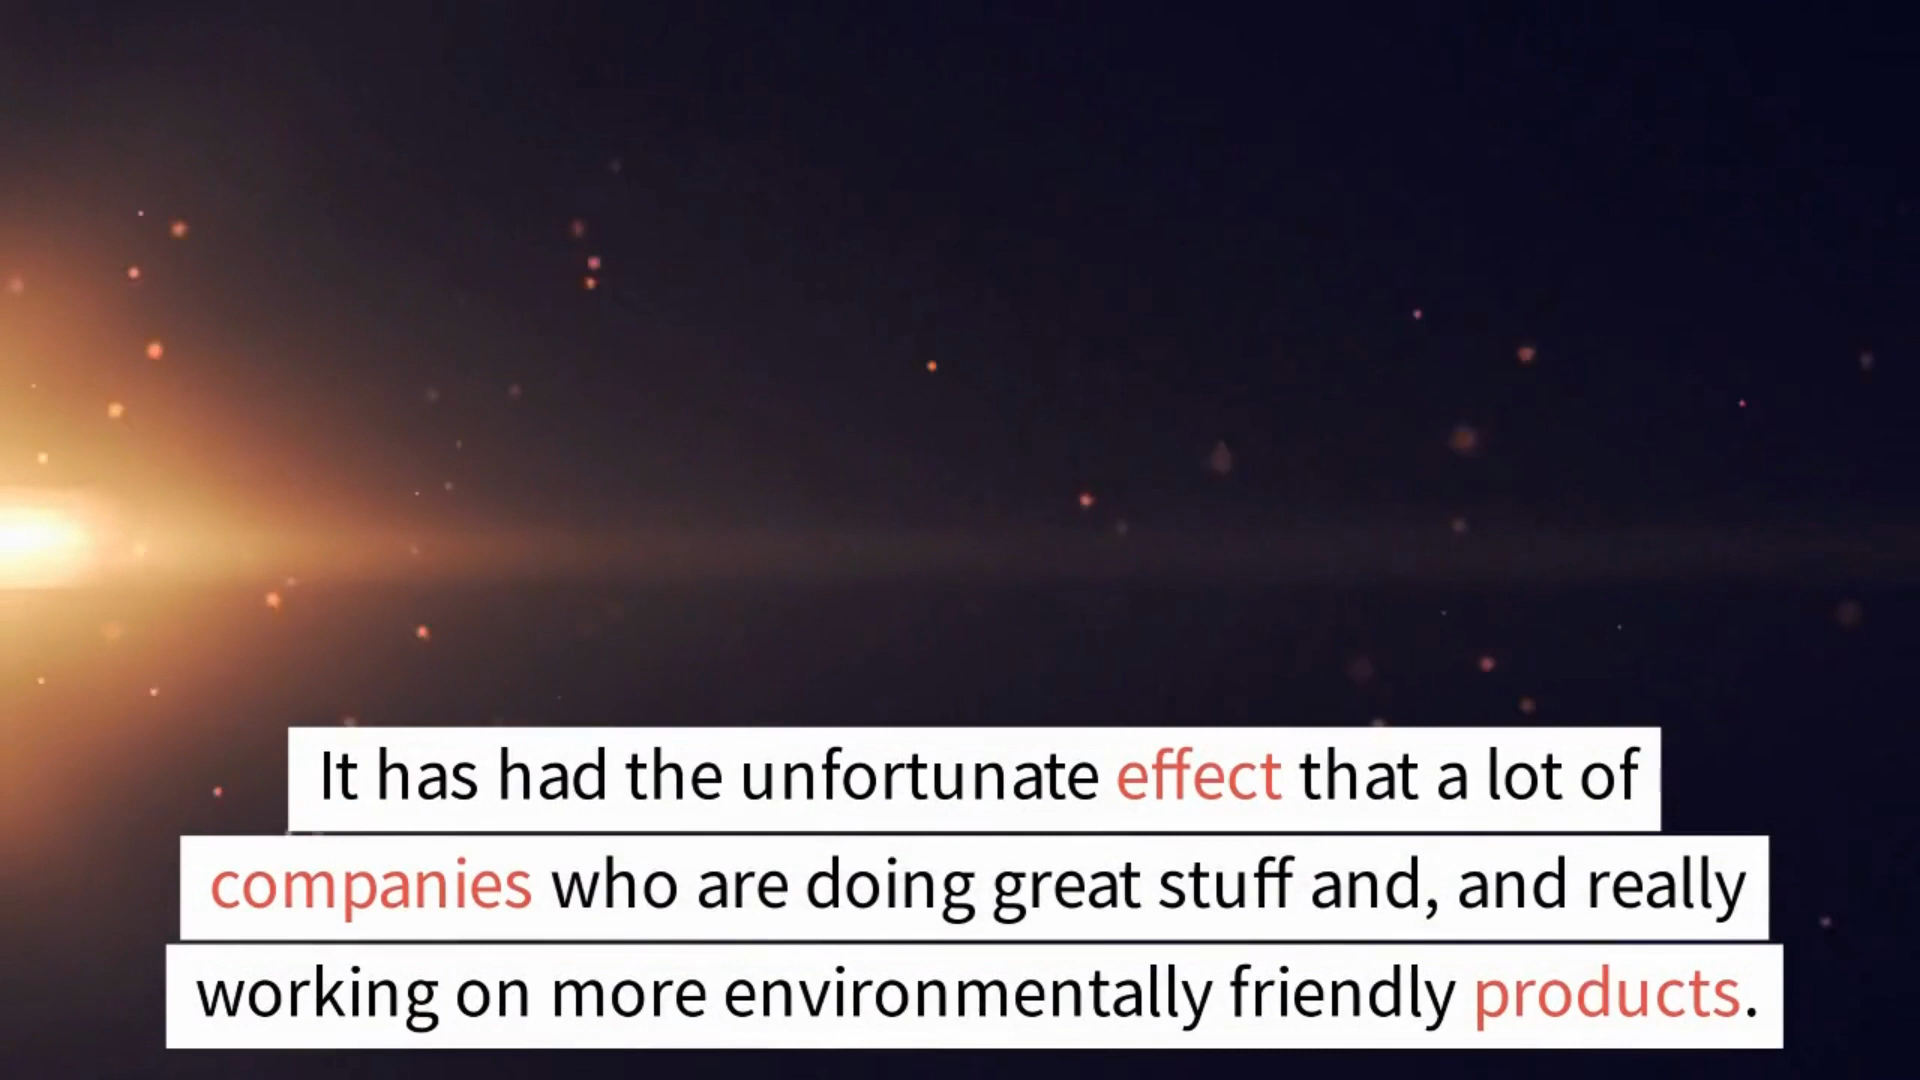 It has had the unfortunate effect that a lot of
companies who are doing great stuff and, and really
working on more environmentally friendly products.